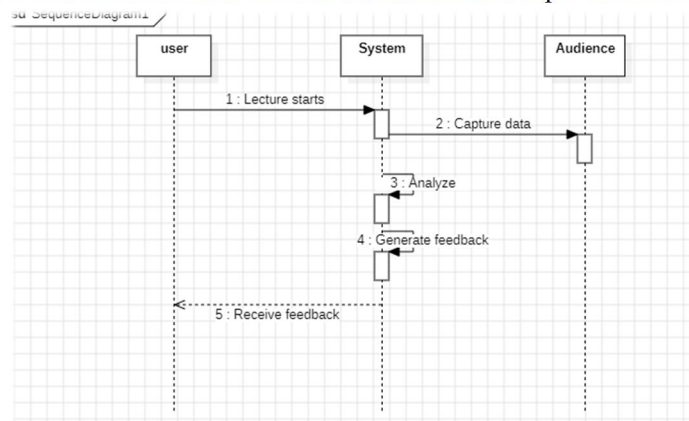 sd SequenceDiagram1
user
System
Audience
1 : Lecture starts
2 : Capture data
3 : Analyze
4 : Generate feedback
5 : Receive feedback